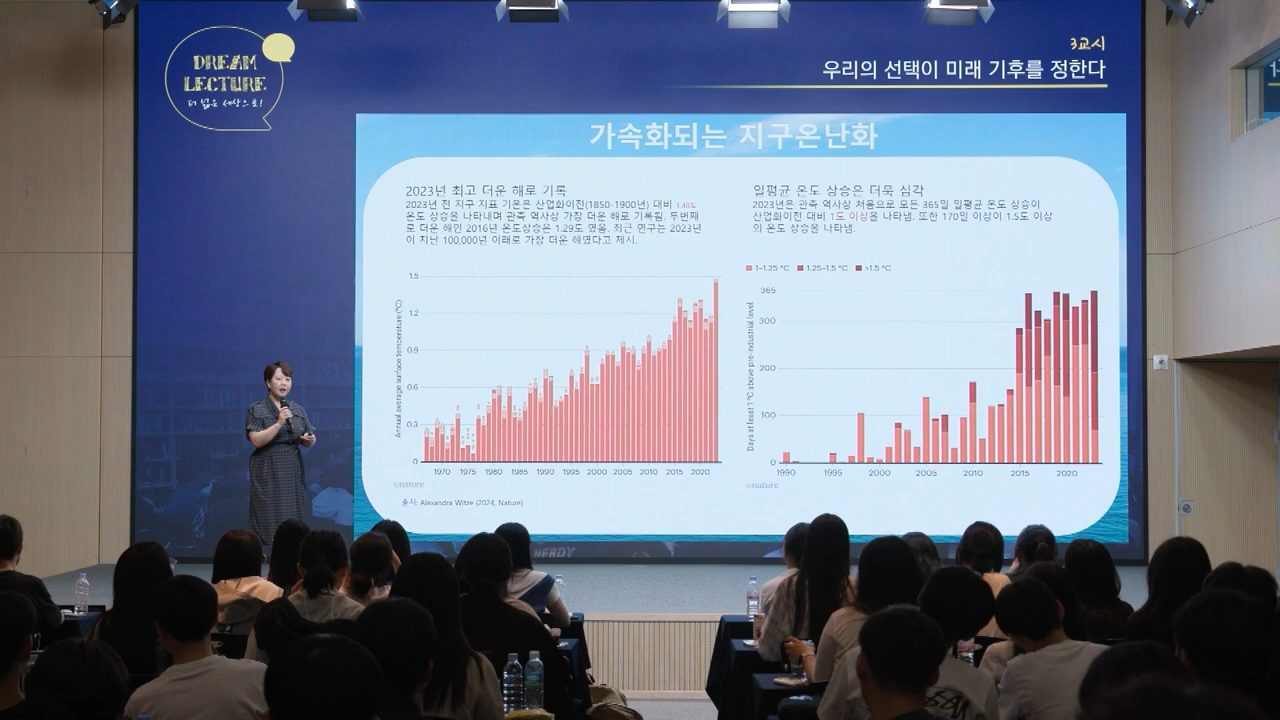 DREAM
LECTURE
더 넓은 세상으로!
3교시
우리의 선택이 미래 기후를 정한다
가속화되는 지구온난화
2023년 최고 더운 해로 기록
2023년 전 지구 지표 기온은 산업화이전(1850-1900년) 대비 1.48도
온도 상승을 나타내며 관측 역사상 가장 더운 해로 기록됨. 두번째
로 더운 해인 2016년 온도상승은 1.29도 였음. 최근 연구는 2023년
이 지난 100,000년 이래로 가장 더운 해였다고 제시.
Annual average surface temperature (°C)
1.5
1.2
0.9
0.6
0.3
0
1970 1975 1980 1985 1990 1995 2000 2005 2010 2015 2020
©nature
출처: Alexandra Witze (2024, Nature)
일평균 온도 상승은 더욱 심각
2023년은 관측 역사상 처음으로 모든 365일 일평균 온도 상승이
산업화이전 대비 1도 이상을 나타냄. 또한 170일 이상이 1.5도 이상
의 온도 상승을 나타냄.
1–1.25 °C 1.25–1.5 °C >1.5 °C
Days at least 1 °C above pre-industrial level
365
300
200
100
0
1990 1995 2000 2005 2010 2015 2020
©nature
NERDY